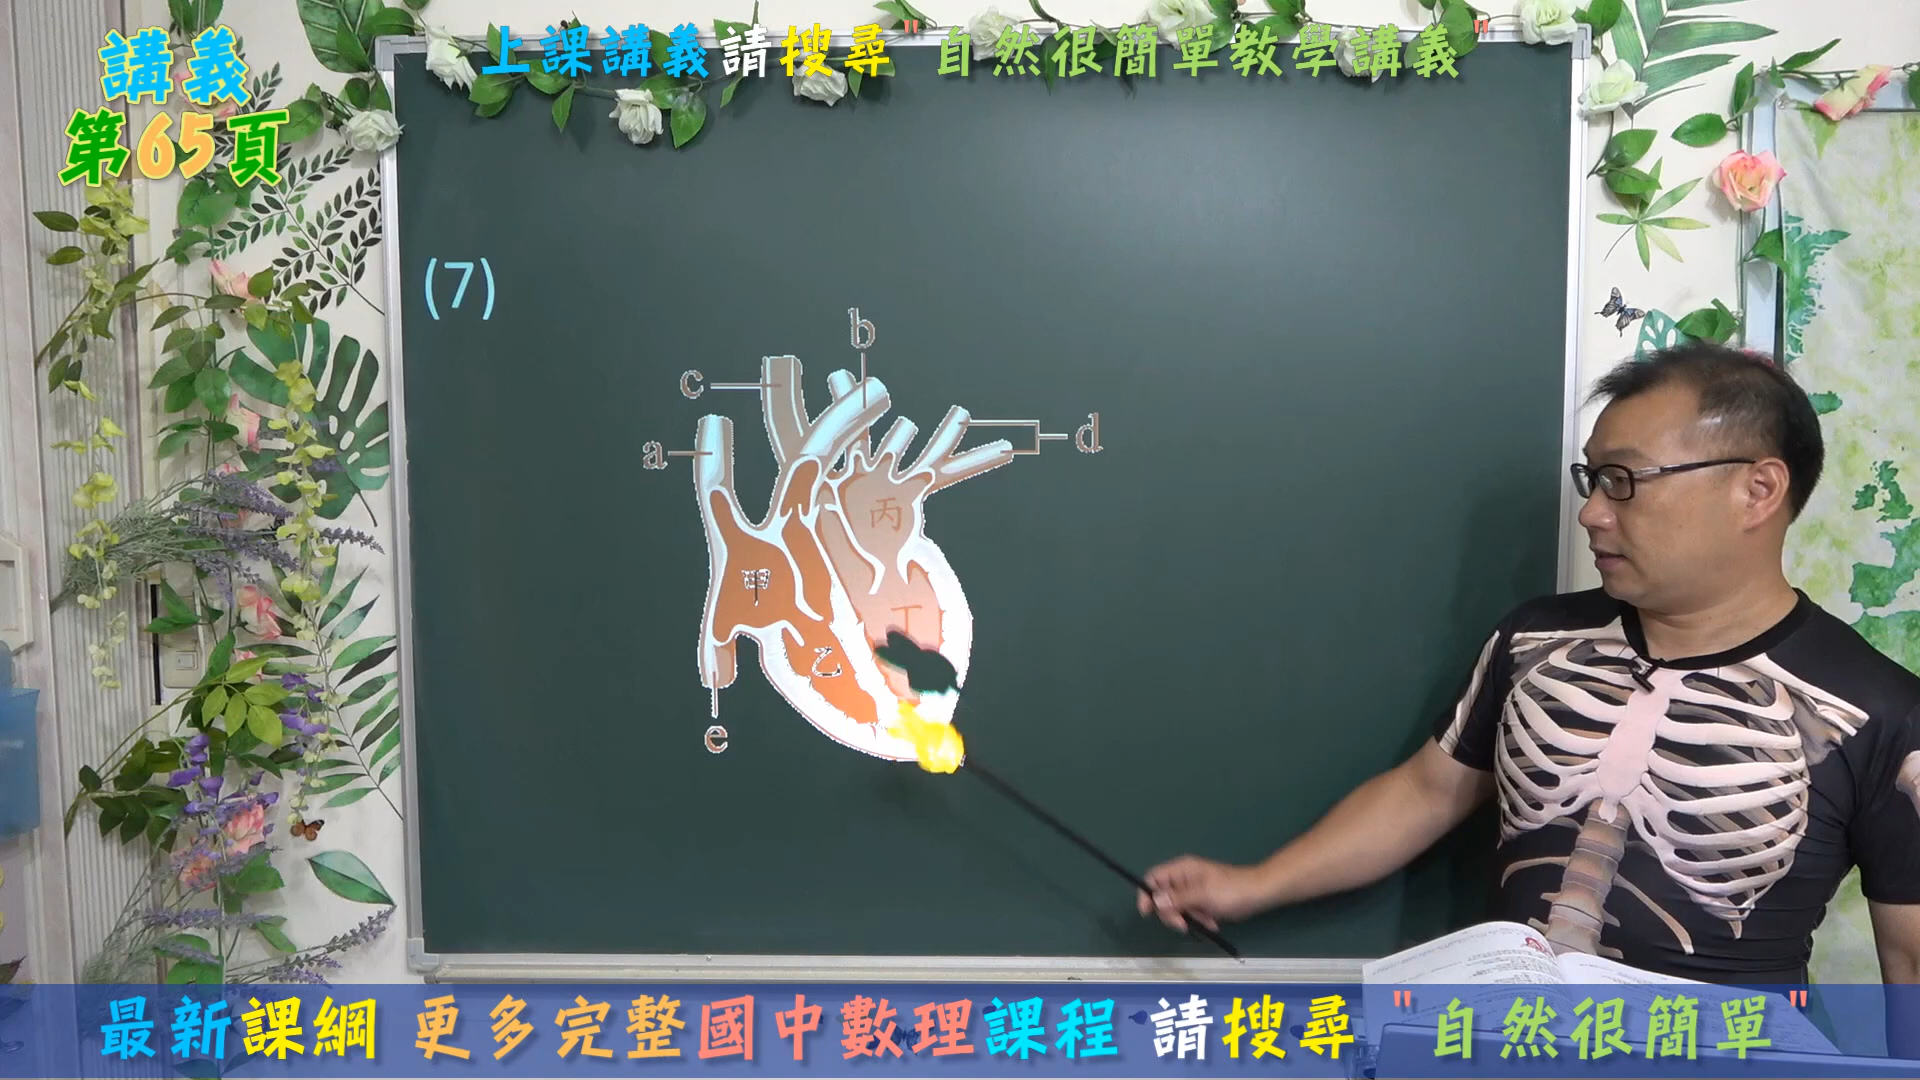 講義
第65頁
上課講義請搜尋"自然很簡單教學講義"
(7)
b
c
a
d
丙
甲
丁
乙
e
最新課綱 更多完整國中數理課程 請搜尋 "自然很簡單"